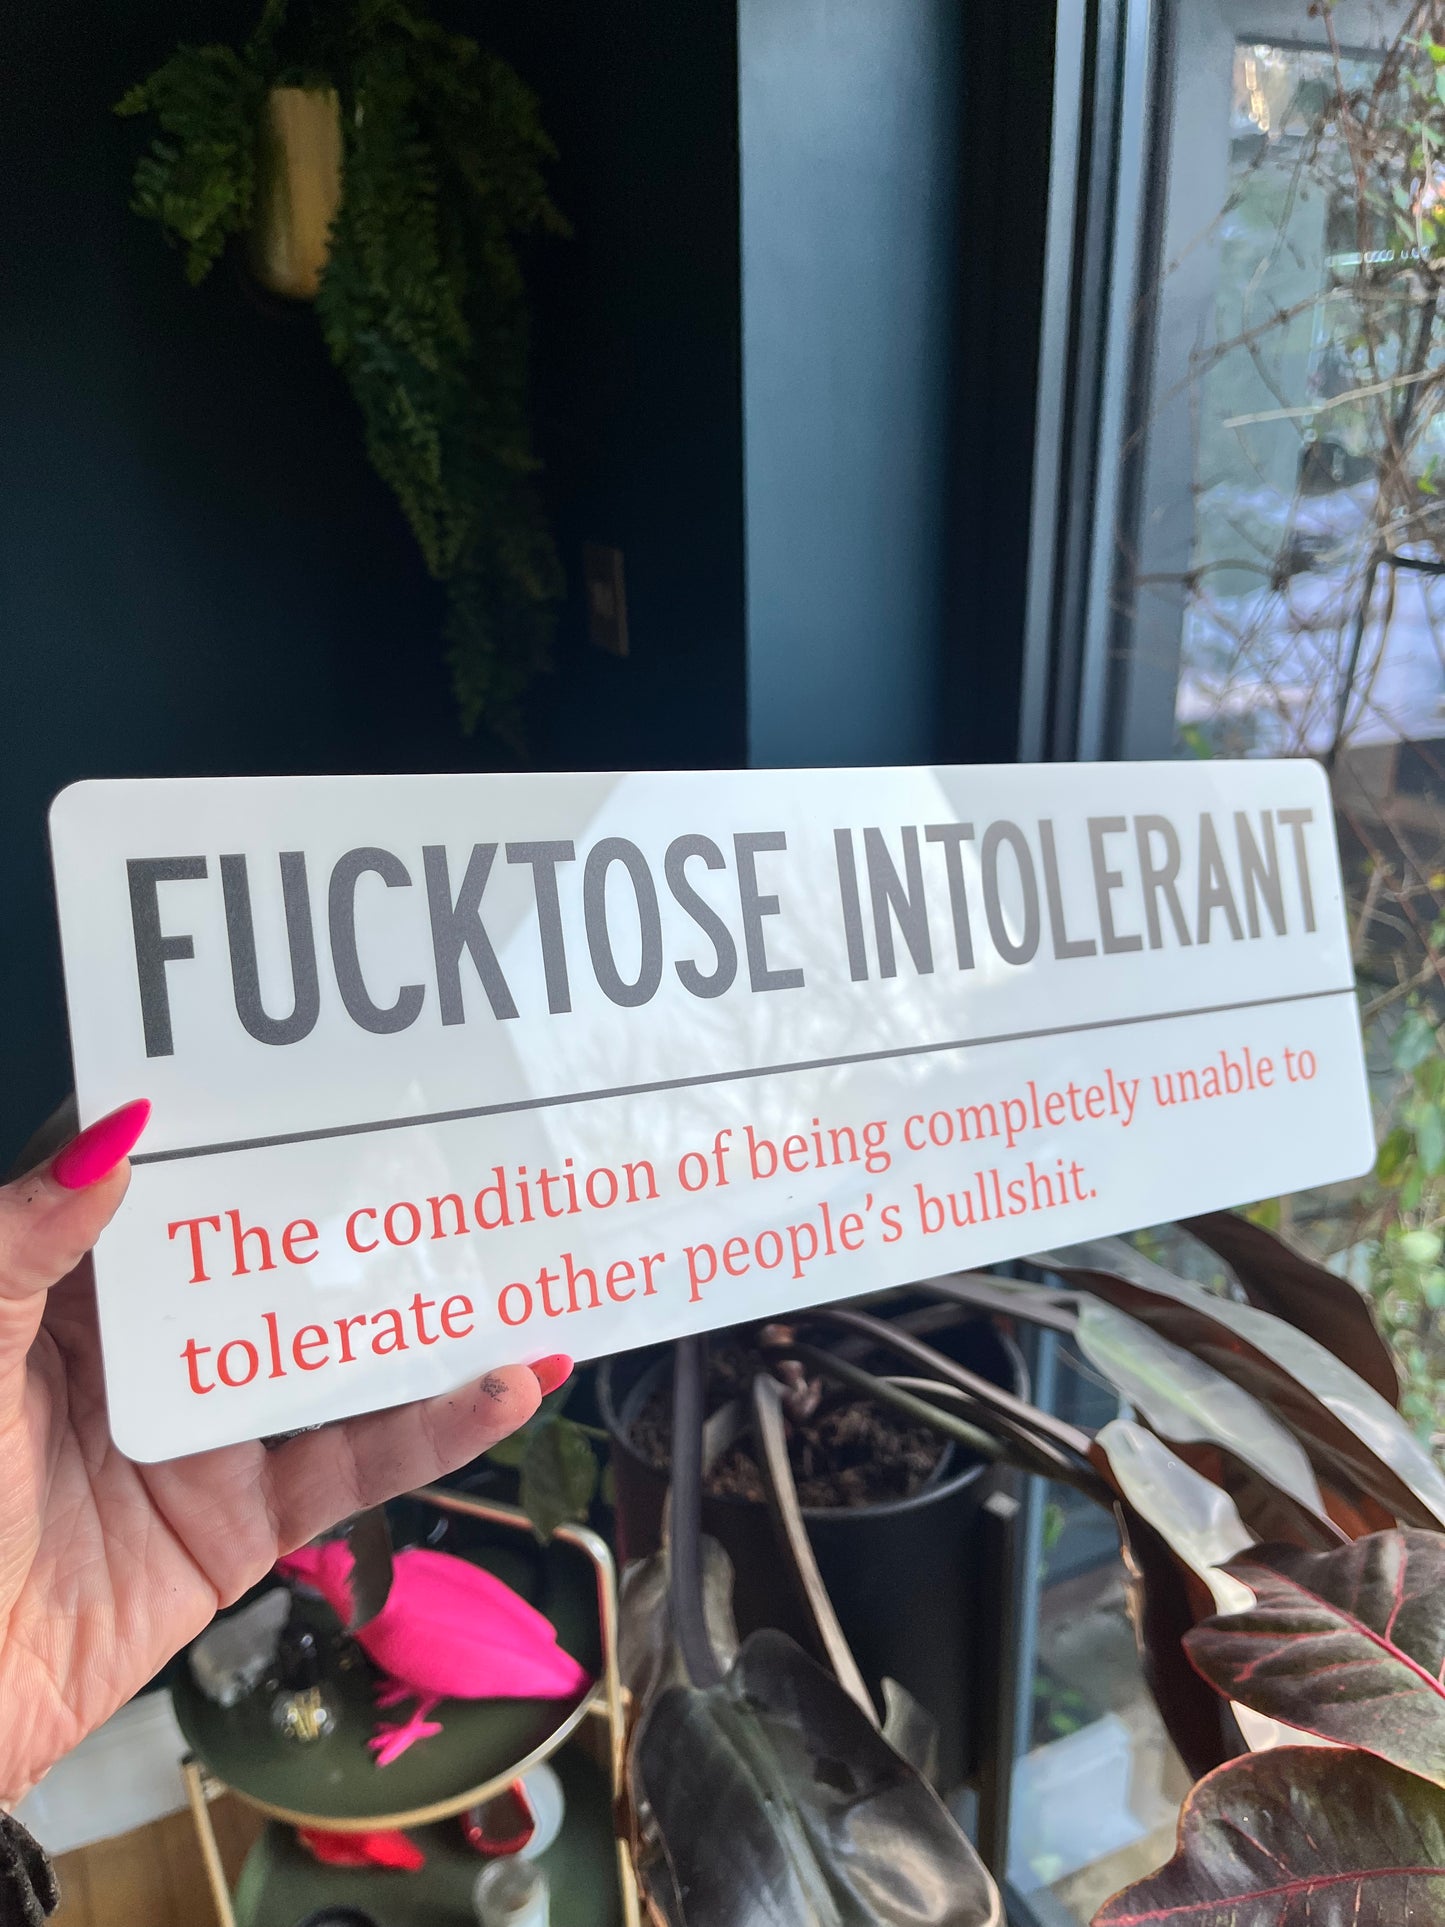 FUCKTOSE INTOLERANT
The condition of being completely unable to
tolerate other people's bullshit.